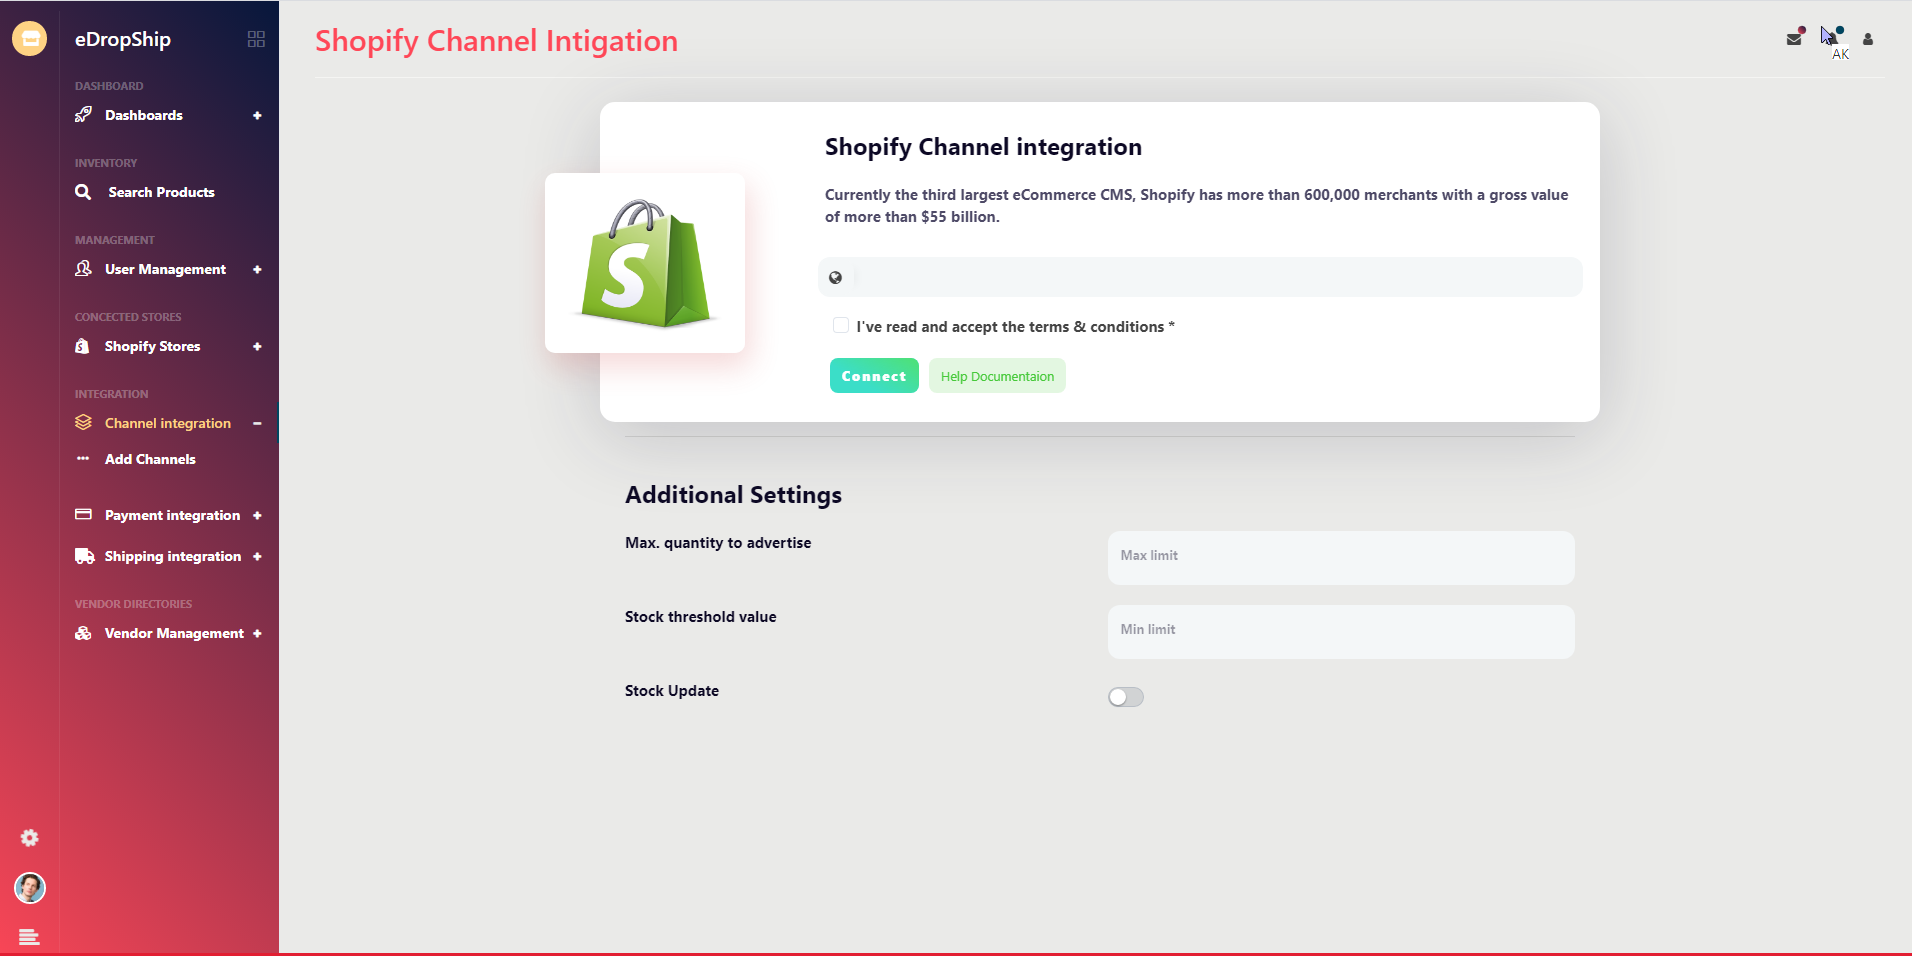 eDropShip
DASHBOARD
Dashboards
INVENTORY
Search Products
MANAGEMENT
User Management
CONCECTED STORES
Shopify Stores
INTEGRATION
Channel integration
Add Channels
Payment integration
Shipping integration
VENDOR DIRECTORIES
Vendor Management
Shopify Channel Intigation
AK
Shopify Channel integration
Currently the third largest eCommerce CMS, Shopify has more than 600,000 merchants with a gross value
of more than $55 billion.
I've read and accept the terms & conditions *
Connect
Help Documentaion
Additional Settings
Max. quantity to advertise
Max limit
Stock threshold value
Min limit
Stock Update